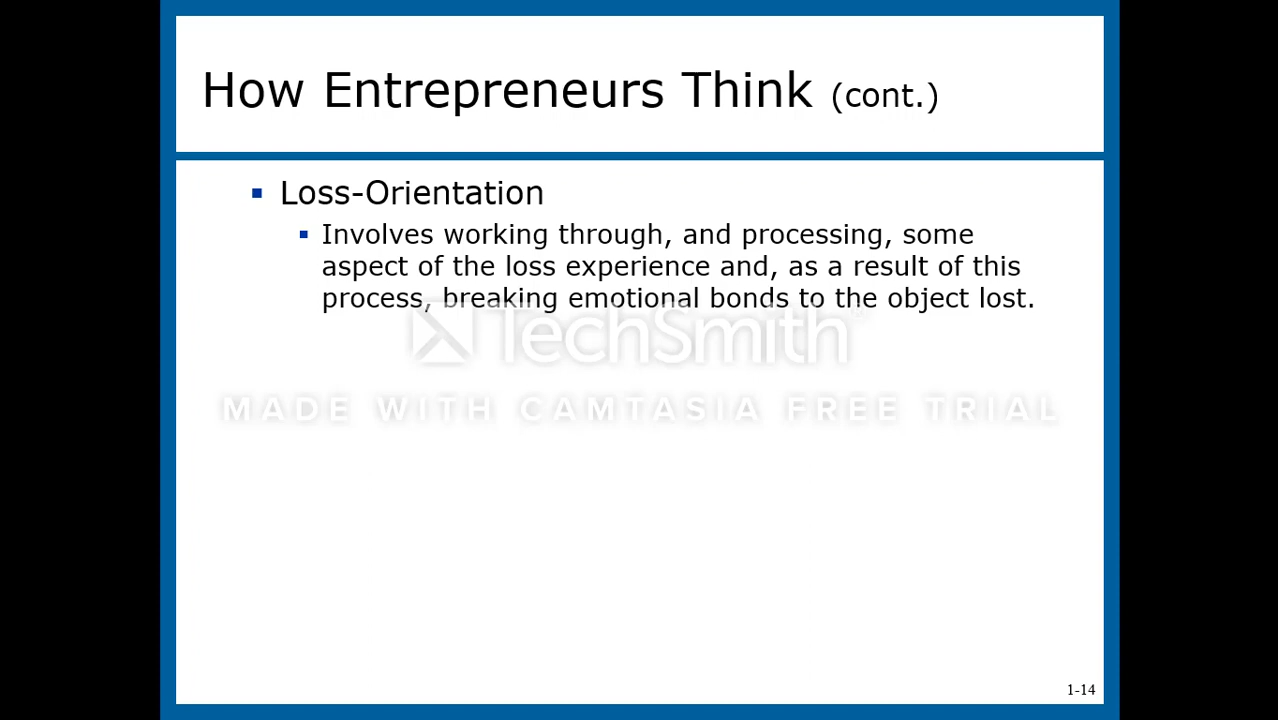 How Entrepreneurs Think (cont.)
▪ Loss-Orientation
▪ Involves working through, and processing, some
aspect of the loss experience and, as a result of this
process, breaking emotional bonds to the object lost.
TechSmith®
MADE WITH CAMTASIA FREE TRIAL
1-14